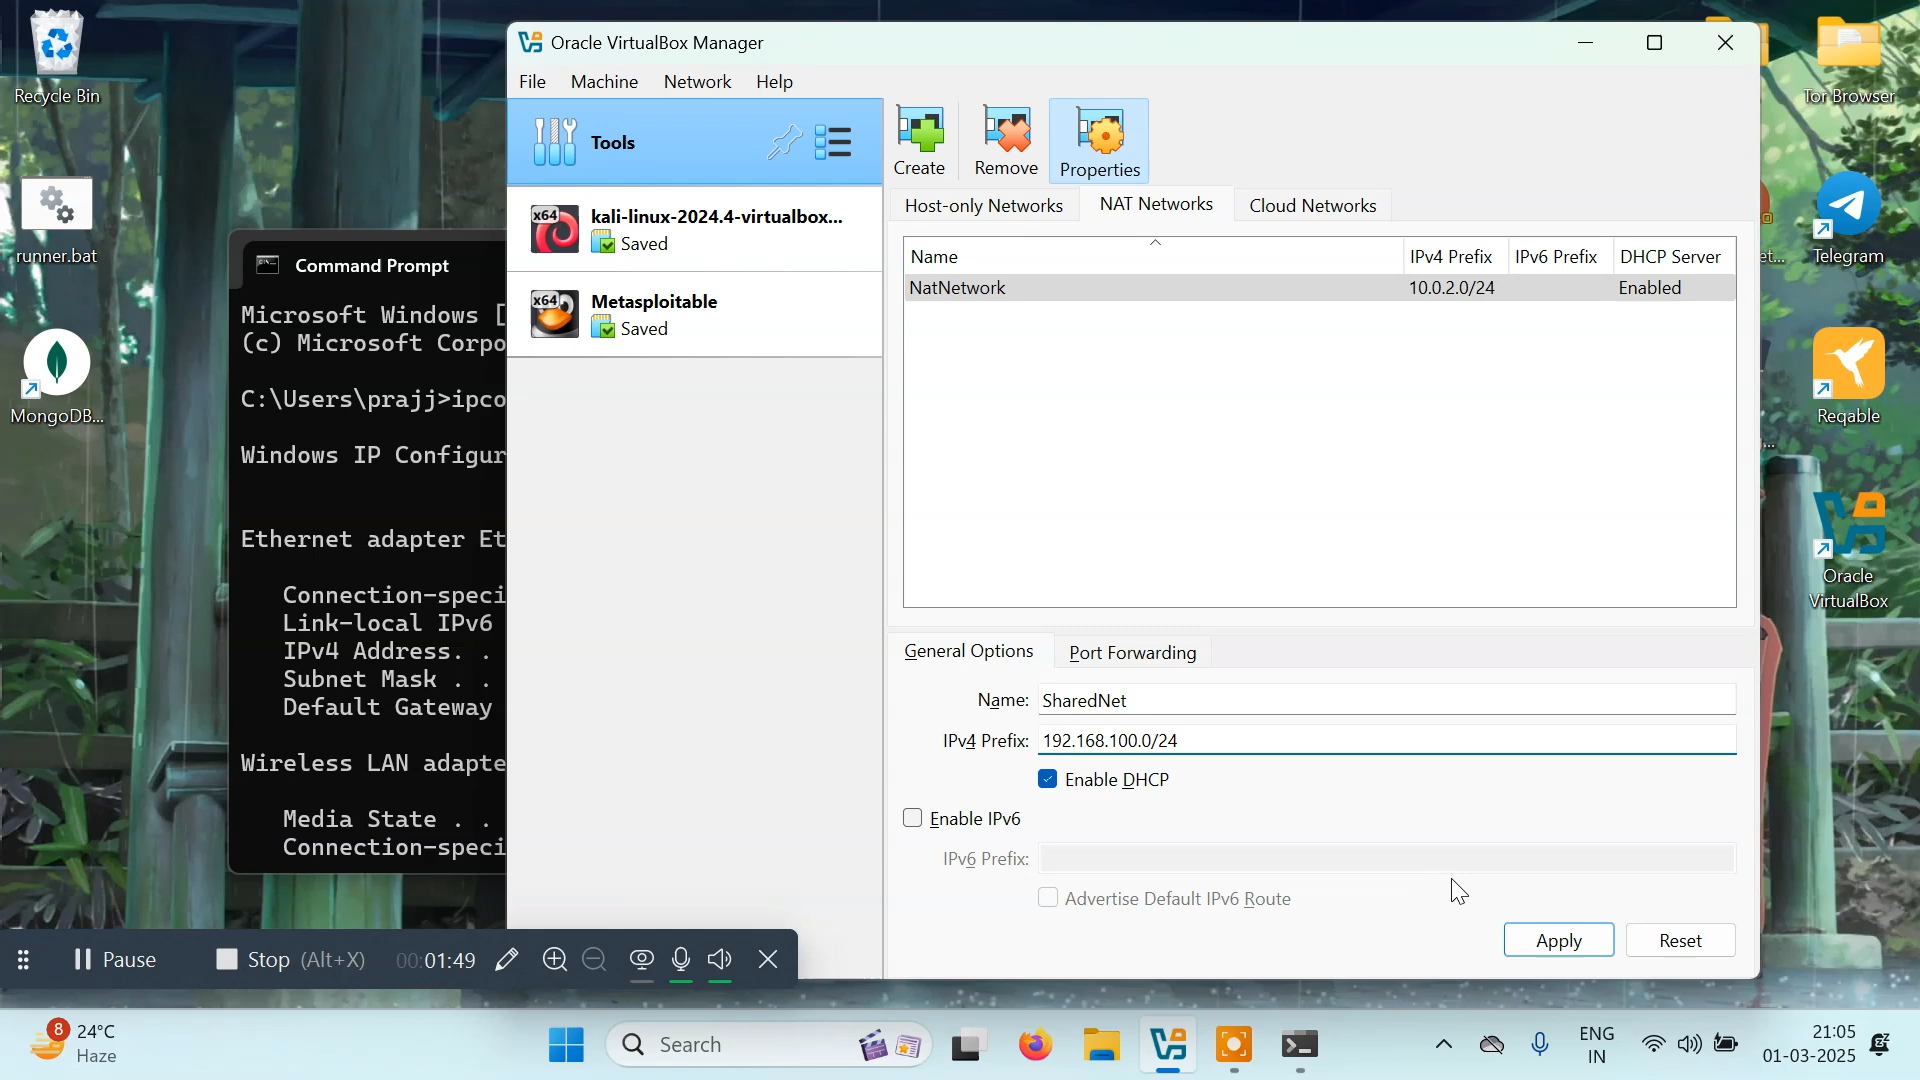 Recycle Bin
runner.bat
MongoDB...
Command Prompt
Microsoft Windows [
(c) Microsoft Corpo
C:\Users\prajj>ipco
Windows IP Configur
Ethernet adapter Et
Connection-speci
Link-local IPv6
IPv4 Address. .
Subnet Mask . .
Default Gateway
Wireless LAN adapte
Media State . .
Connection-speci
Oracle VirtualBox Manager
File Machine Network Help
Tools
x64
kali-linux-2024.4-virtualbox...
Saved
x64
Metasploitable
Saved
Create
Remove
Properties
Host-only Networks
NAT Networks
Cloud Networks
Name IPv4 Prefix IPv6 Prefix DHCP Server
NatNetwork 10.0.2.0/24 Enabled
General Options
Port Forwarding
Name: SharedNet
IPv4 Prefix: 192.168.100.0/24
Enable DHCP
Enable IPv6
IPv6 Prefix:
Advertise Default IPv6 Route
Apply
Reset
Tor Browser
et...
Telegram
Reqable
...
Oracle
VirtualBox
Pause
Stop (Alt+X)
00:01:49
8
24°C
Haze
Search
ENG
IN
21:05
01-03-2025